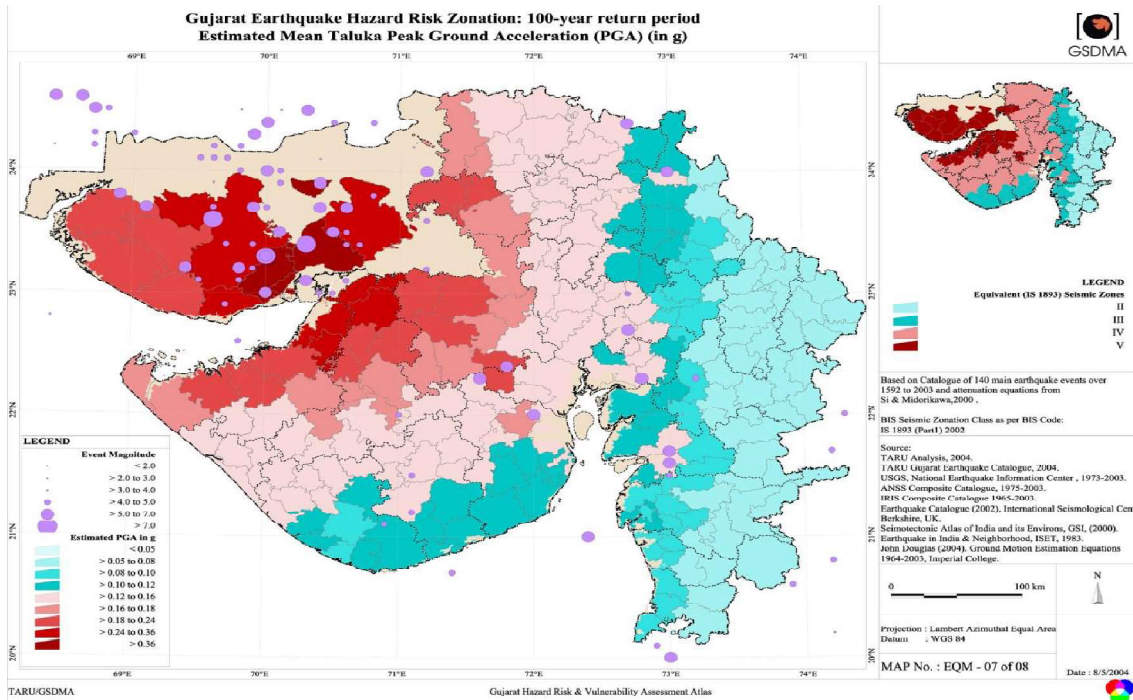 Gujarat Earthquake Hazard Risk Zonation: 100-year return period
Estimated Mean Taluka Peak Ground Acceleration (PGA) (in g)
GSDMA
69°E 70°E 71°E 72°E 73°E 74°E
24°N 24°N
23°N 23°N
22°N 22°N
21°N 21°N
20°N 20°N
LEGEND
Event Magnitude
< 2.0
> 2.0 to 3.0
> 3.0 to 4.0
> 4.0 to 5.0
> 5.0 to 7.0
> 7.0
Estimated PGA in g
< 0.05
> 0.05 to 0.08
> 0.08 to 0.10
> 0.10 to 0.12
> 0.12 to 0.16
> 0.16 to 0.18
> 0.18 to 0.24
> 0.24 to 0.36
> 0.36
69°E 70°E 71°E 72°E 73°E 74°E
LEGEND
Equivalent (IS 1893) Seismic Zones
II
III
IV
V
Based on Catalogue of 140 main earthquake events over
1592 to 2003 and attenuation equations from
Si & Midorikawa,2000 .
BIS Seismic Zonation Class as per BIS Code:
IS 1893 (Part1) 2002
Source:
TARU Analysis, 2004.
TARU Gujarat Earthquake Catalogue, 2004.
USGS, National Earthquake Information Center , 1973-2003.
ANSS Composite Catalogue, 1975-2003.
IRIS Composite Catalogue 1965-2003.
Earthquake Catalogue (2002). International Seismological Cen
Berkshire, UK.
Seimotectonic Atlas of India and its Environs, GSI, (2000).
Earthquake in India & Neighborhood, ISET, 1983.
John Douglas (2004). Ground Motion Estimation Equations
1964-2003, Imperial College.
0 100 km
N
Projection : Lambert Azimuthal Equal Area
Datum : WGS 84
MAP No. : EQM - 07 of 08
Date : 8/5/2004
TARU/GSDMA
Gujarat Hazard Risk & Vulnerability Assessment Atlas